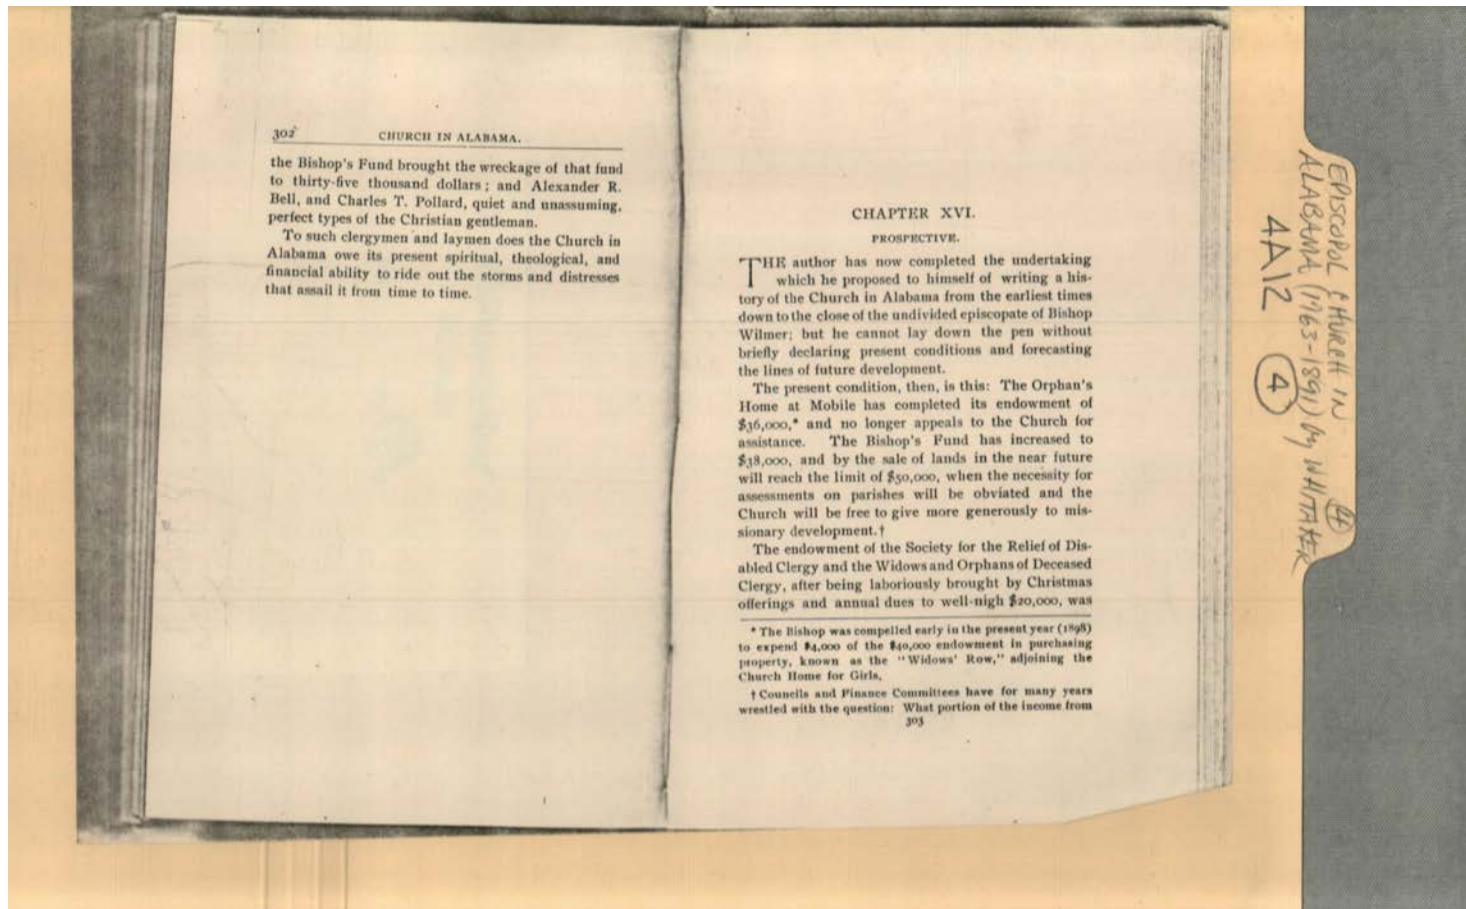 302
CHURCH IN ALABAMA.
the Bishop's Fund brought the wreckage of that fund
to thirty-five thousand dollars; and Alexander R.
Bell, and Charles T. Pollard, quiet and unassuming,
perfect types of the Christian gentleman.
To such clergymen and laymen does the Church in
Alabama owe its present spiritual, theological, and
financial ability to ride out the storms and distresses
that assail it from time to time.
CHAPTER XVI.
PROSPECTIVE.
THE author has now completed the undertaking
which he proposed to himself of writing a his-
tory of the Church in Alabama from the earliest times
down to the close of the undivided episcopate of Bishop
Wilmer; but he cannot lay down the pen without
briefly declaring present conditions and forecasting
the lines of future development.
The present condition, then, is this: The Orphan's
Home at Mobile has completed its endowment of
$36,000,* and no longer appeals to the Church for
assistance. The Bishop's Fund has increased to
$38,000, and by the sale of lands in the near future
will reach the limit of $50,000, when the necessity for
assessments on parishes will be obviated and the
Church will be free to give more generously to mis-
sionary development.†
The endowment of the Society for the Relief of Dis-
abled Clergy and the Widows and Orphans of Deceased
Clergy, after being laboriously brought by Christmas
offerings and annual dues to well-nigh $20,000, was
* The Bishop was compelled early in the present year (1898)
to expend $4,000 of the $40,000 endowment in purchasing
property, known as the "Widows' Row," adjoining the
Church Home for Girls.
† Councils and Finance Committees have for many years
wrestled with the question: What portion of the income from
303
EPISCOPOL CHURCH IN 4
ALABAMA (1763-1891) by WHITAKER
4A12 4